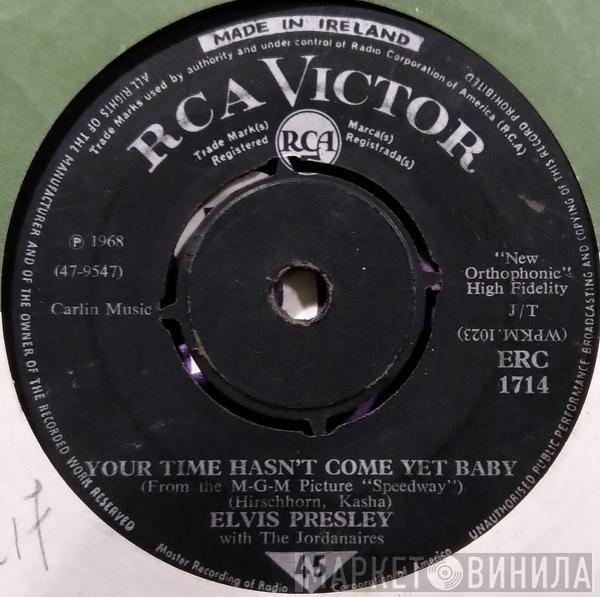 MADE IN IRELAND
ALL RIGHTS OF THE MANUFACTURER AND OF THE OWNER OF THE RECORDED WORK RESERVED
Trade Marks used by authority and under control of Radio Corporation of America (R.C.A)
UNAUTHORISED PUBLIC PERFORMANCE BROADCASTING AND COPYING OF THIS RECORD PROHIBITED
RCA VICTOR
Trade Mark(s) Registered
RCA
Marca(s) Registrada(s)
℗ 1968
(47-9547)
Carlin Music
"New
Orthophonic"
High Fidelity
J/T
(WPKM.1023)
ERC
1714
YOUR TIME HASN'T COME YET BABY
(From the M-G-M Picture "Speedway")
(Hirschhorn, Kasha)
ELVIS PRESLEY
with The Jordanaires
45
Master Recording of Radio Corporation of America
МАРКЕТОВИНИЛА